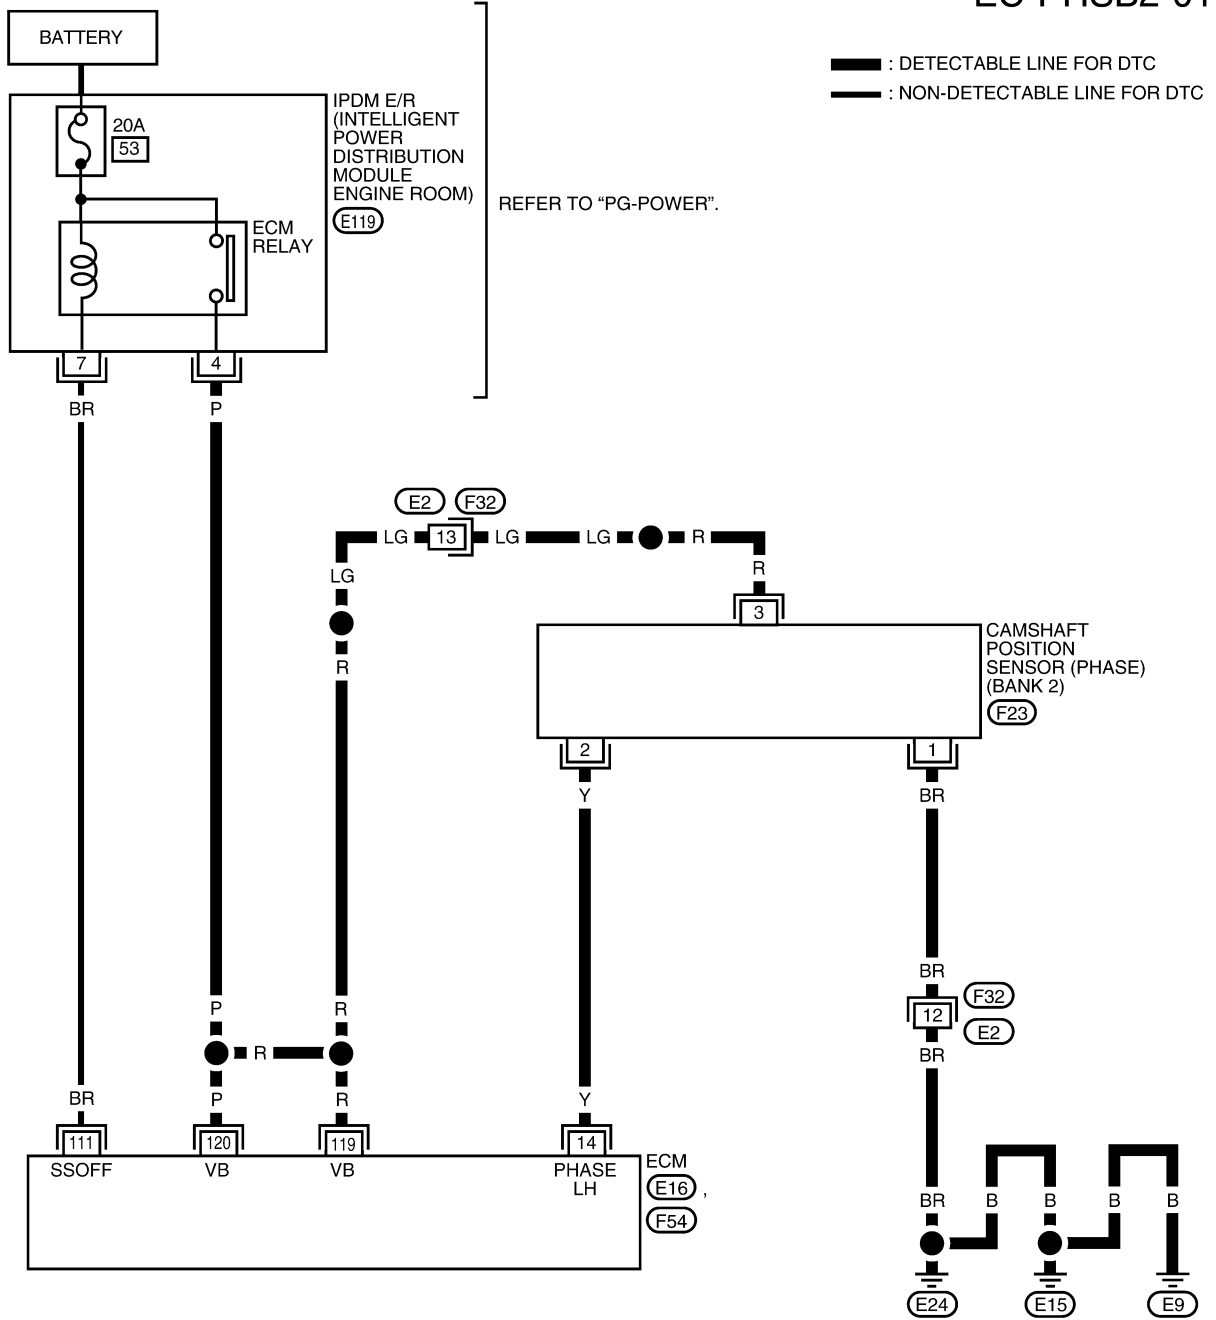 BATTERY
: DETECTABLE LINE FOR DTC
: NON-DETECTABLE LINE FOR DTC
20A
53
IPDM E/R
(INTELLIGENT
POWER
DISTRIBUTION
MODULE
ENGINE ROOM)
E119
REFER TO “PG-POWER”.
ECM
RELAY
7
4
BR
P
E2
F32
LG
13
LG
LG
R
LG
R
3
R
CAMSHAFT
POSITION
SENSOR (PHASE)
(BANK 2)
F23
2
1
Y
BR
BR
F32
12
E2
BR
P
R
R
BR
P
R
Y
111
120
119
14
SSOFF
VB
VB
PHASE
LH
ECM
E16 ,
F54
BR
B
B
B
B
E24
E15
E9